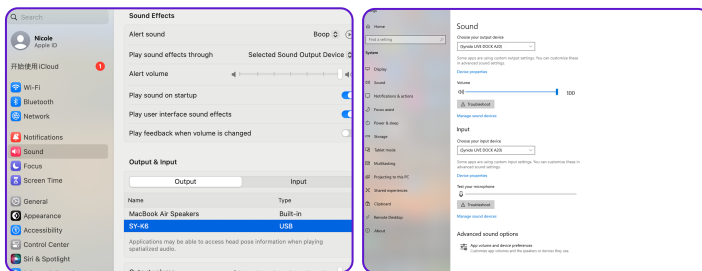 Search
Nicole
Apple ID
开始使用 iCloud
1
Wi-Fi
Bluetooth
Network
Notifications
Sound
Focus
Screen Time
General
Appearance
Accessibility
Control Center
Siri & Spotlight
Sound Effects
Alert sound
Boop
Play sound effects through
Selected Sound Output Device
Alert volume
Play sound on startup
Play user interface sound effects
Play feedback when volume is changed
Output & Input
Output
Input
Name
Type
MacBook Air Speakers
Built-in
SY-K6
USB
Applications may be able to access head pose information when playing
spatialized audio.
Home
Find a setting
System
Display
Sound
Notifications & actions
Focus assist
Power & sleep
Storage
Tablet mode
Multitasking
Projecting to this PC
Shared experiences
Clipboard
Remote Desktop
About
Sound
Choose your output device
(Synido LIVE DOCK A20)
Some apps are using custom output settings. You can customize these
in advanced sound settings.
Device properties
Volume
100
Troubleshoot
Manage sound devices
Input
Choose your input device
(Synido LIVE DOCK A20)
Some apps are using custom input settings. You can customize these in
advanced sound settings.
Device properties
Test your microphone
Troubleshoot
Manage sound devices
Advanced sound options
App volume and device preferences
Customize app volumes and the speakers or devices they use.